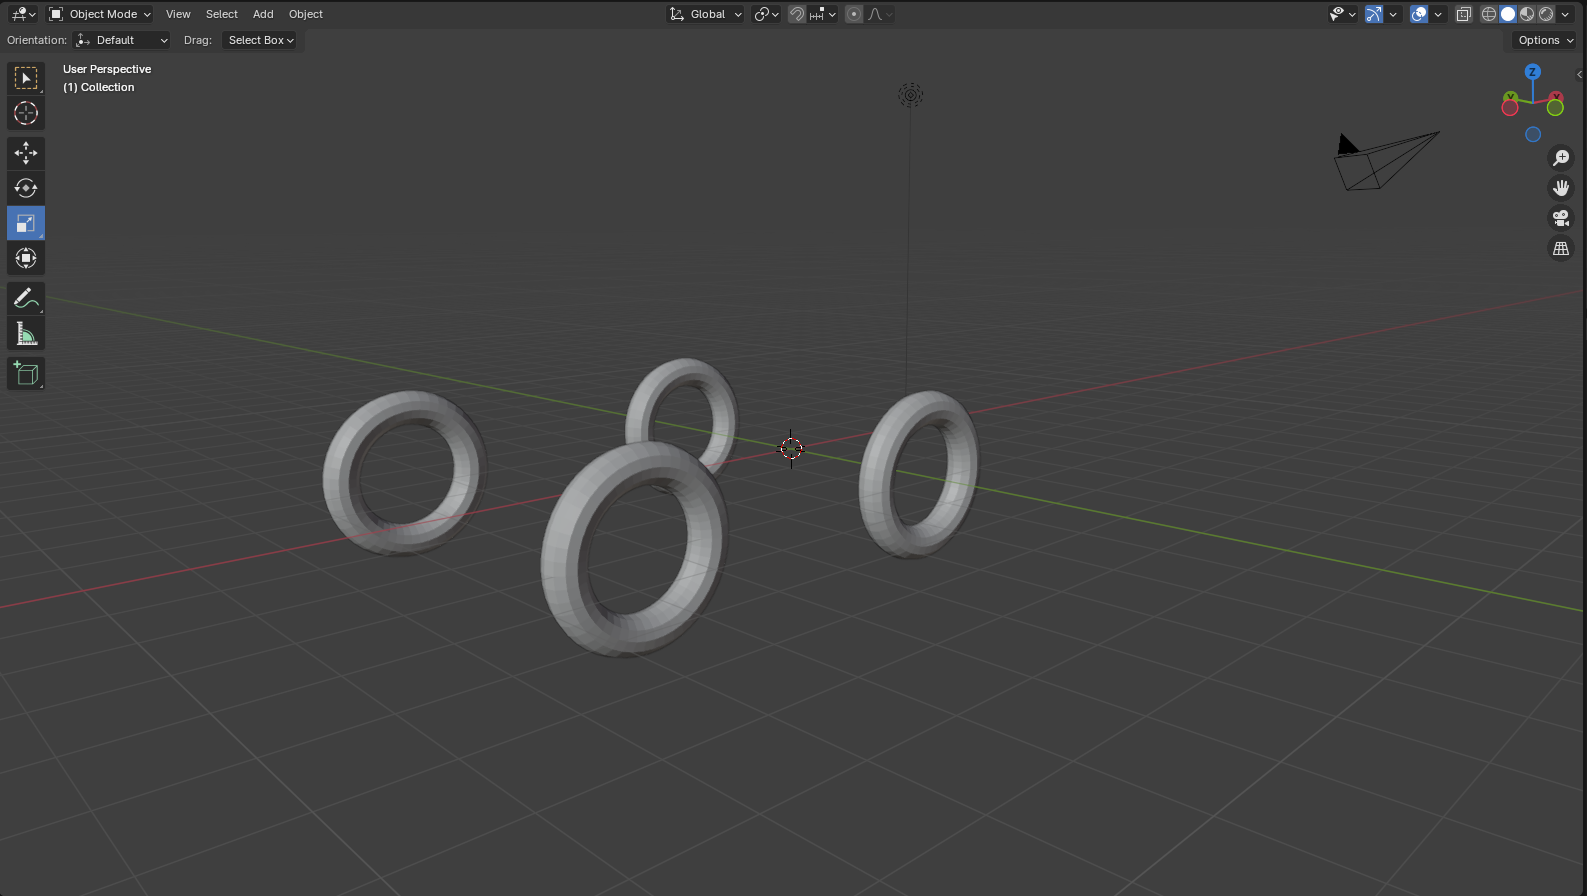 Object Mode View Select Add Object Global
Orientation: Default Drag: Select Box Options
User Perspective
(1) Collection
Z
Y X